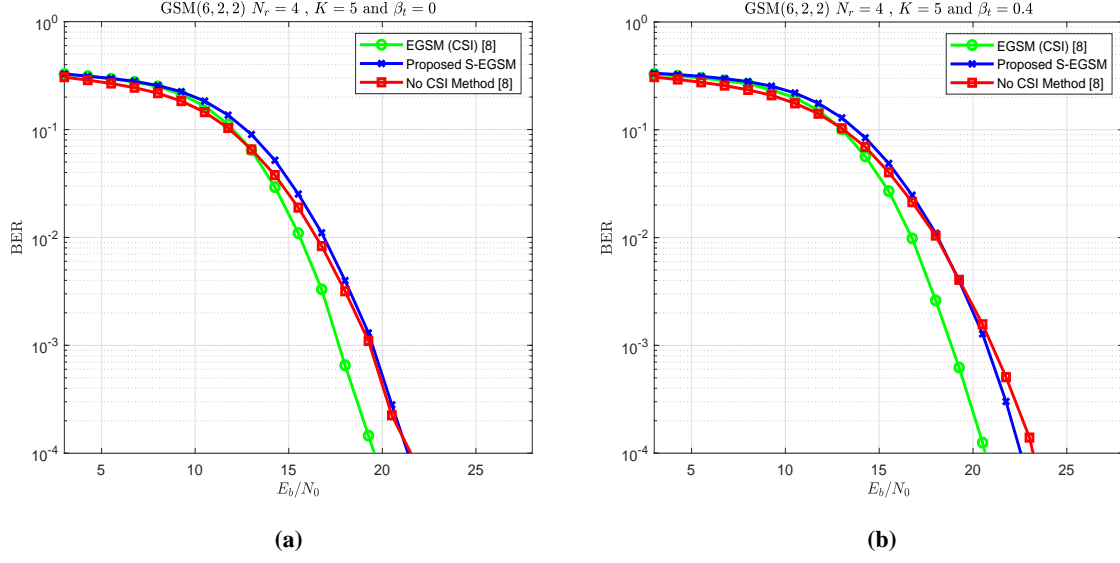 GSM(6,2,2) N_r = 4 , K = 5 and β_t = 0
10^0
10^-1
10^-2
10^-3
10^-4
BER
EGSM (CSI) [8]
Proposed S-EGSM
No CSI Method [8]
5 10 15 20 25
E_b/N_0
(a)
GSM(6,2,2) N_r = 4 , K = 5 and β_t = 0.4
10^0
10^-1
10^-2
10^-3
10^-4
BER
EGSM (CSI) [8]
Proposed S-EGSM
No CSI Method [8]
5 10 15 20 25
E_b/N_0
(b)